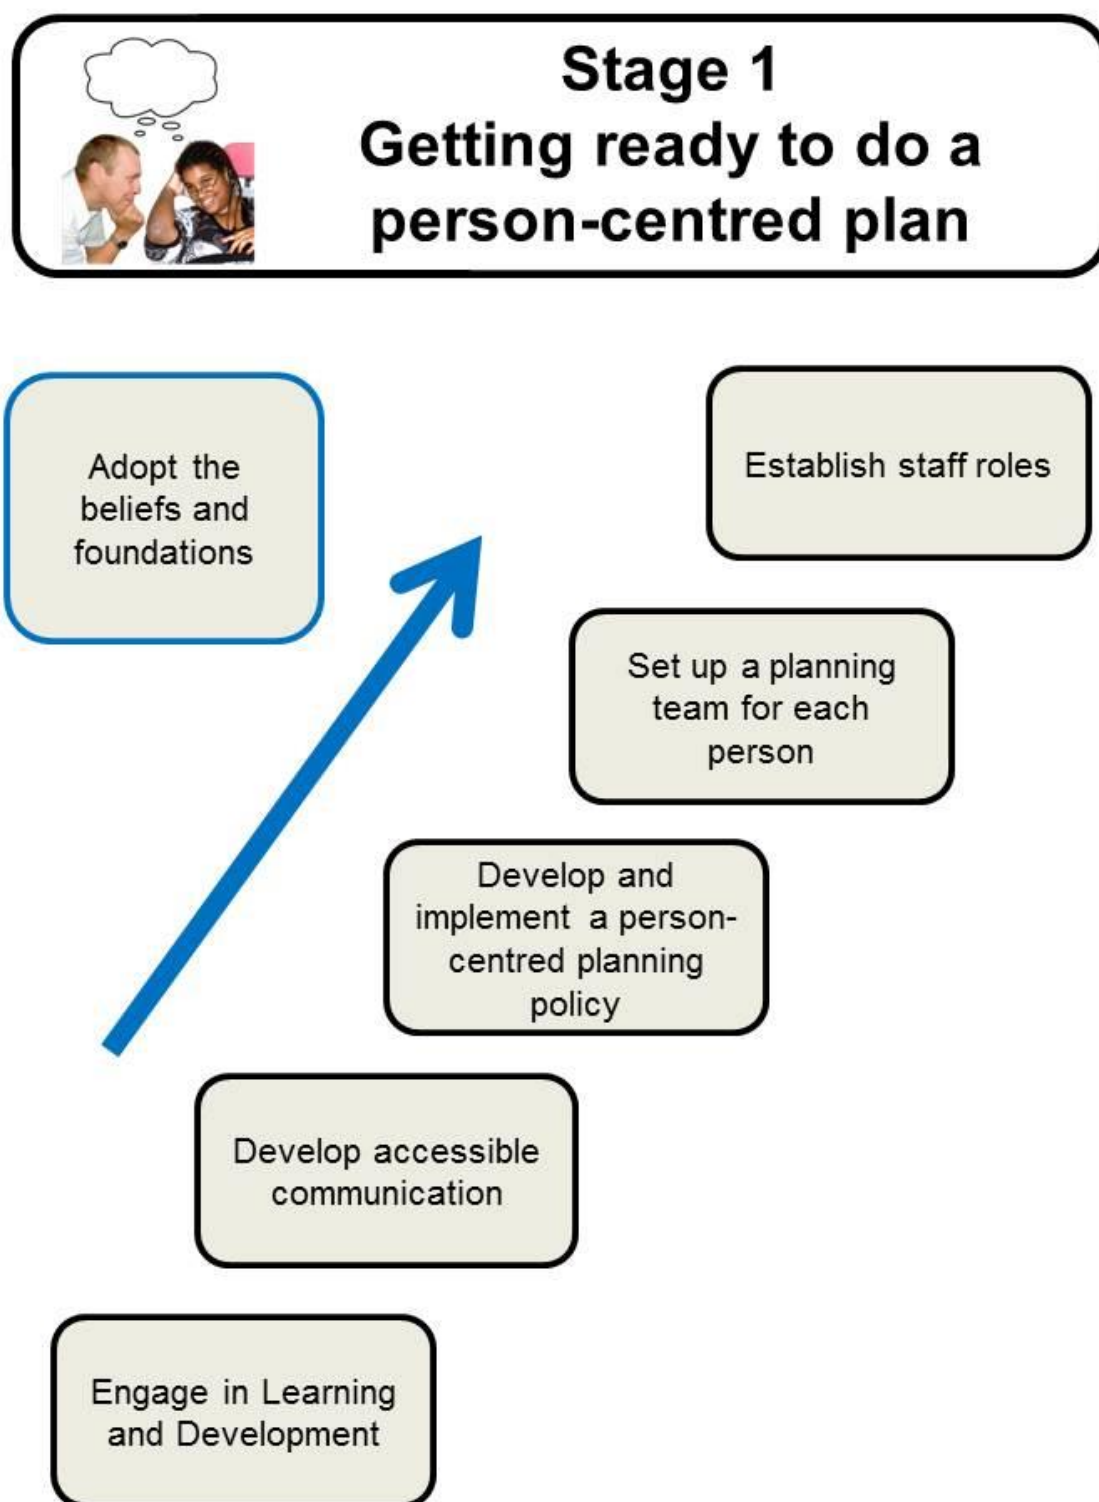 Stage 1
Getting ready to do a
person-centred plan
Adopt the
beliefs and
foundations
Establish staff roles
Set up a planning
team for each
person
Develop and
implement a person-
centred planning
policy
Develop accessible
communication
Engage in Learning
and Development